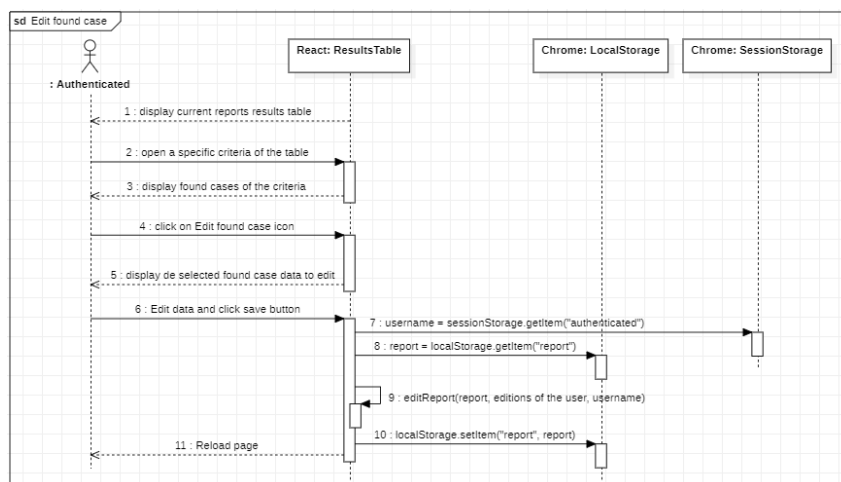 sd Edit found case
React: ResultsTable
Chrome: LocalStorage
Chrome: SessionStorage
: Authenticated
1 : display current reports results table
2 : open a specific criteria of the table
3 : display found cases of the criteria
4 : click on Edit found case icon
5 : display de selected found case data to edit
6 : Edit data and click save button
7 : username = sessionStorage.getItem("authenticated")
8 : report = localStorage.getItem("report")
9 : editReport(report, editions of the user, username)
10 : localStorage.setItem("report", report)
11 : Reload page